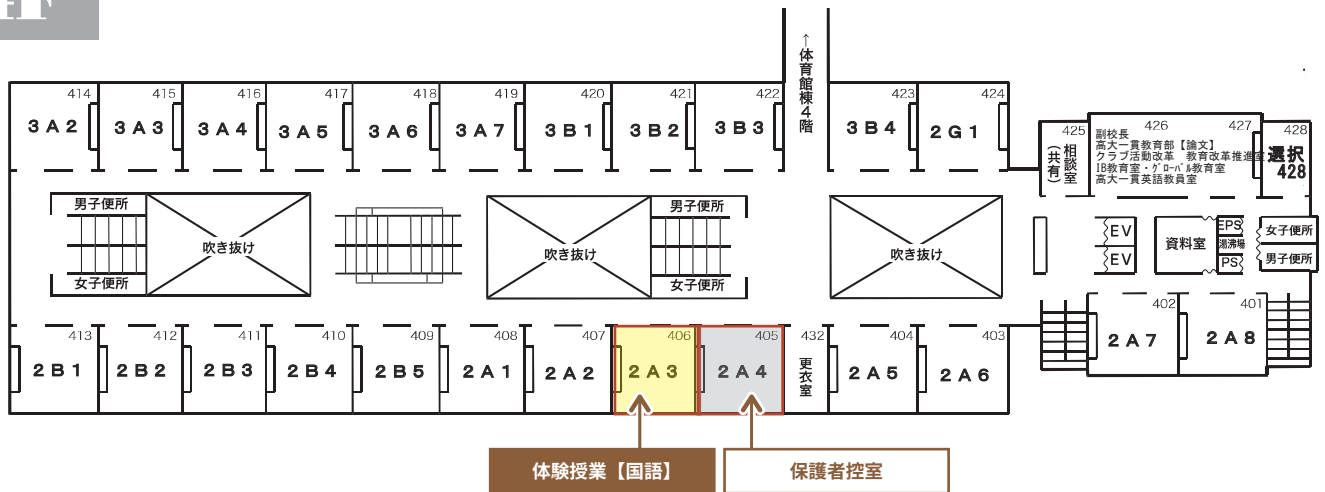 4F
↑体育館棟4階
414
415
416
417
418
419
420
421
422
423
424
3A2
3A3
3A4
3A5
3A6
3A7
3B1
3B2
3B3
3B4
2G1
425
相談室
(共有)
426
427
副校長
高大一貫教育部【論文】
クラブ活動改革 教育改革推進室
IB教育室・グローバル教育室
高大一貫英語教員室
428
選択
428
男子便所
吹き抜け
女子便所
吹き抜け
男子便所
女子便所
吹き抜け
EV
EV
資料室
EPS
湯沸場
PS
女子便所
男子便所
413
412
411
410
409
408
407
406
405
432
404
403
402
401
2B1
2B2
2B3
2B4
2B5
2A1
2A2
2A3
2A4
更衣室
2A5
2A6
2A7
2A8
体験授業【国語】
保護者控室